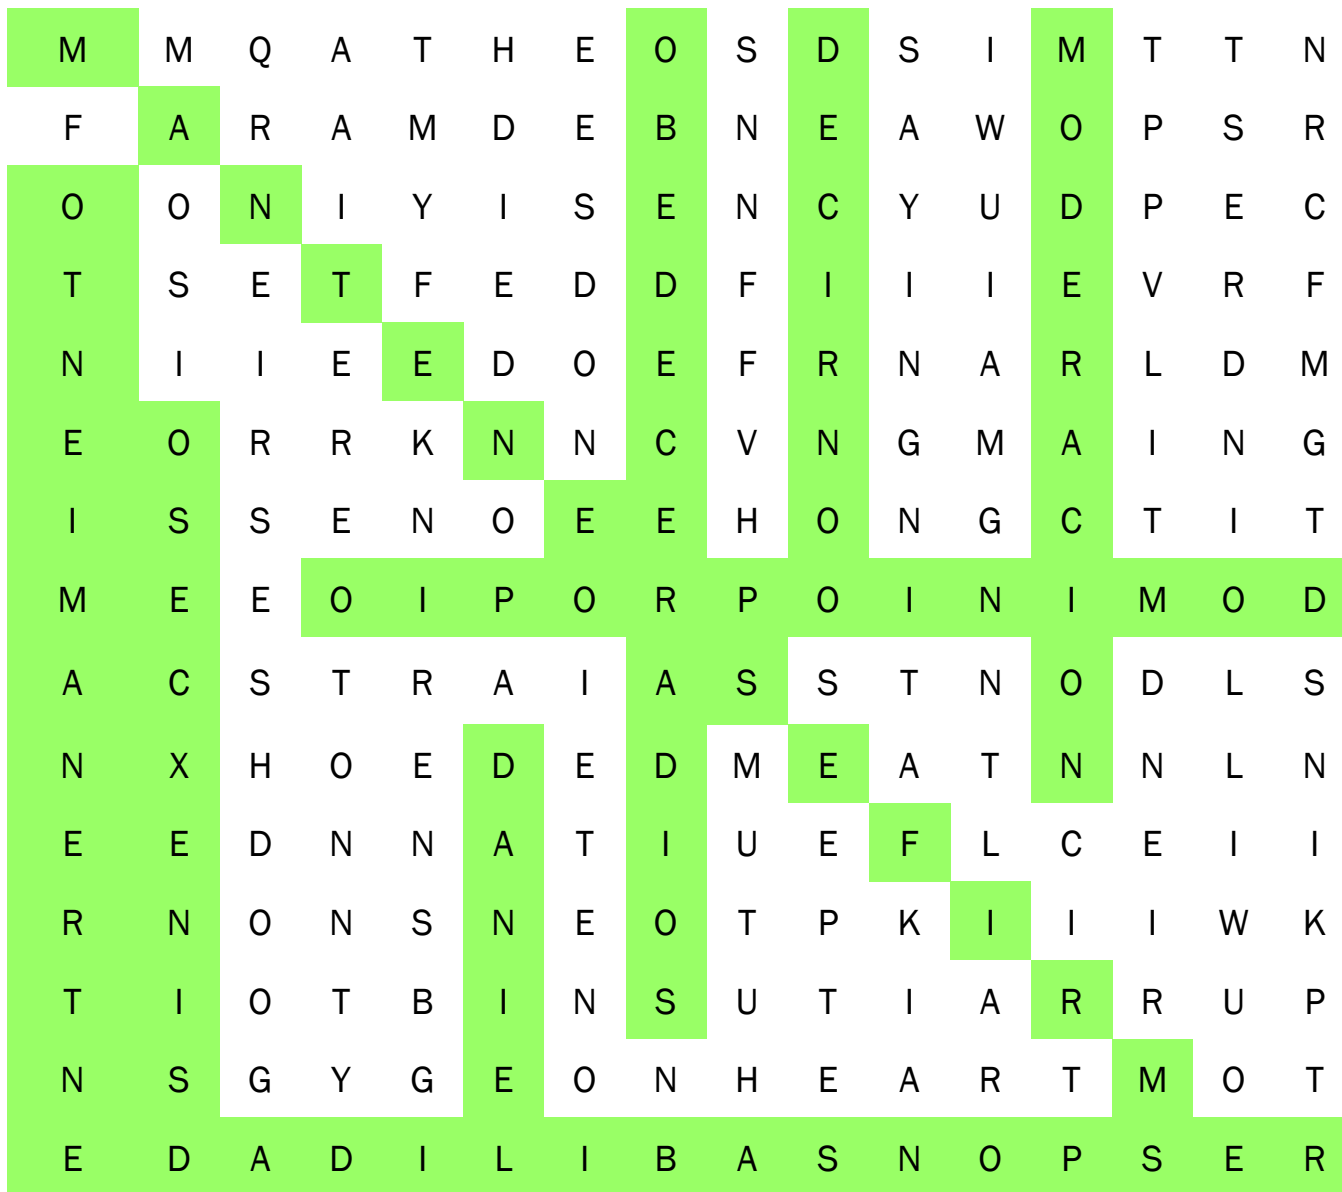 M M Q A T H E O S D S I M T T N
F A R A M D E B N E A W O P S R
O O N I Y I S E N C Y U D P E C
T S E T F E D D F I I I E V R F
N I I E E D O E F R N A R L D M
E O R R K N N C V N G M A I N G
I S S E N O E E H O N G C T I T
M E E O I P O R P O I N I M O D
A C S T R A I A S S T N O D L S
N X H O E D E D M E A T N N L N
E E D N N A T I U E F L C E I I
R N O N S N E O T P K I I I W K
T I O T B I N S U T I A R R U P
N S G Y G E O N H E A R T M O T
E D A D I L I B A S N O P S E R